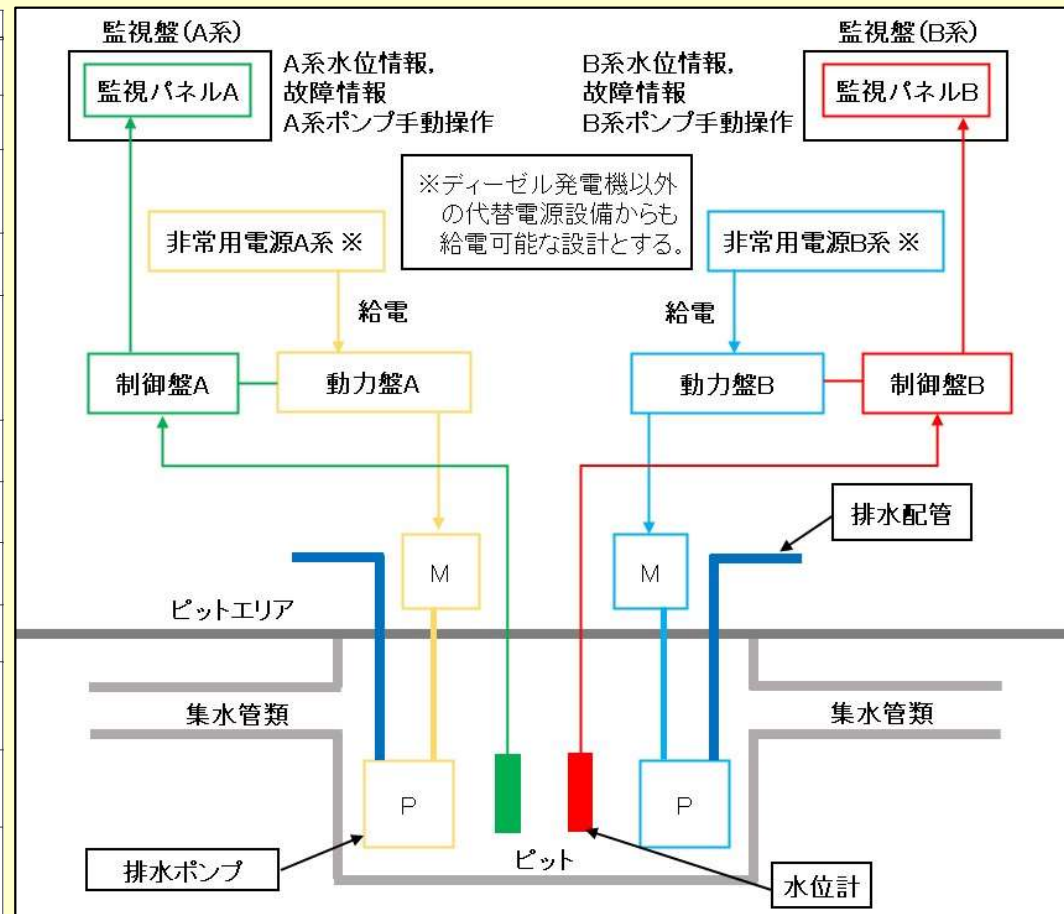 監視盤(A系)
監視パネルA
A系水位情報,
故障情報
A系ポンプ手動操作
監視盤(B系)
B系水位情報,
故障情報
B系ポンプ手動操作
監視パネルB
※ディーゼル発電機以外
の代替電源設備からも
給電可能な設計とする。
非常用電源A系 ※
非常用電源B系 ※
給電
給電
制御盤A
動力盤A
動力盤B
制御盤B
排水配管
M
M
ピットエリア
集水管類
集水管類
P
P
排水ポンプ
ピット
水位計